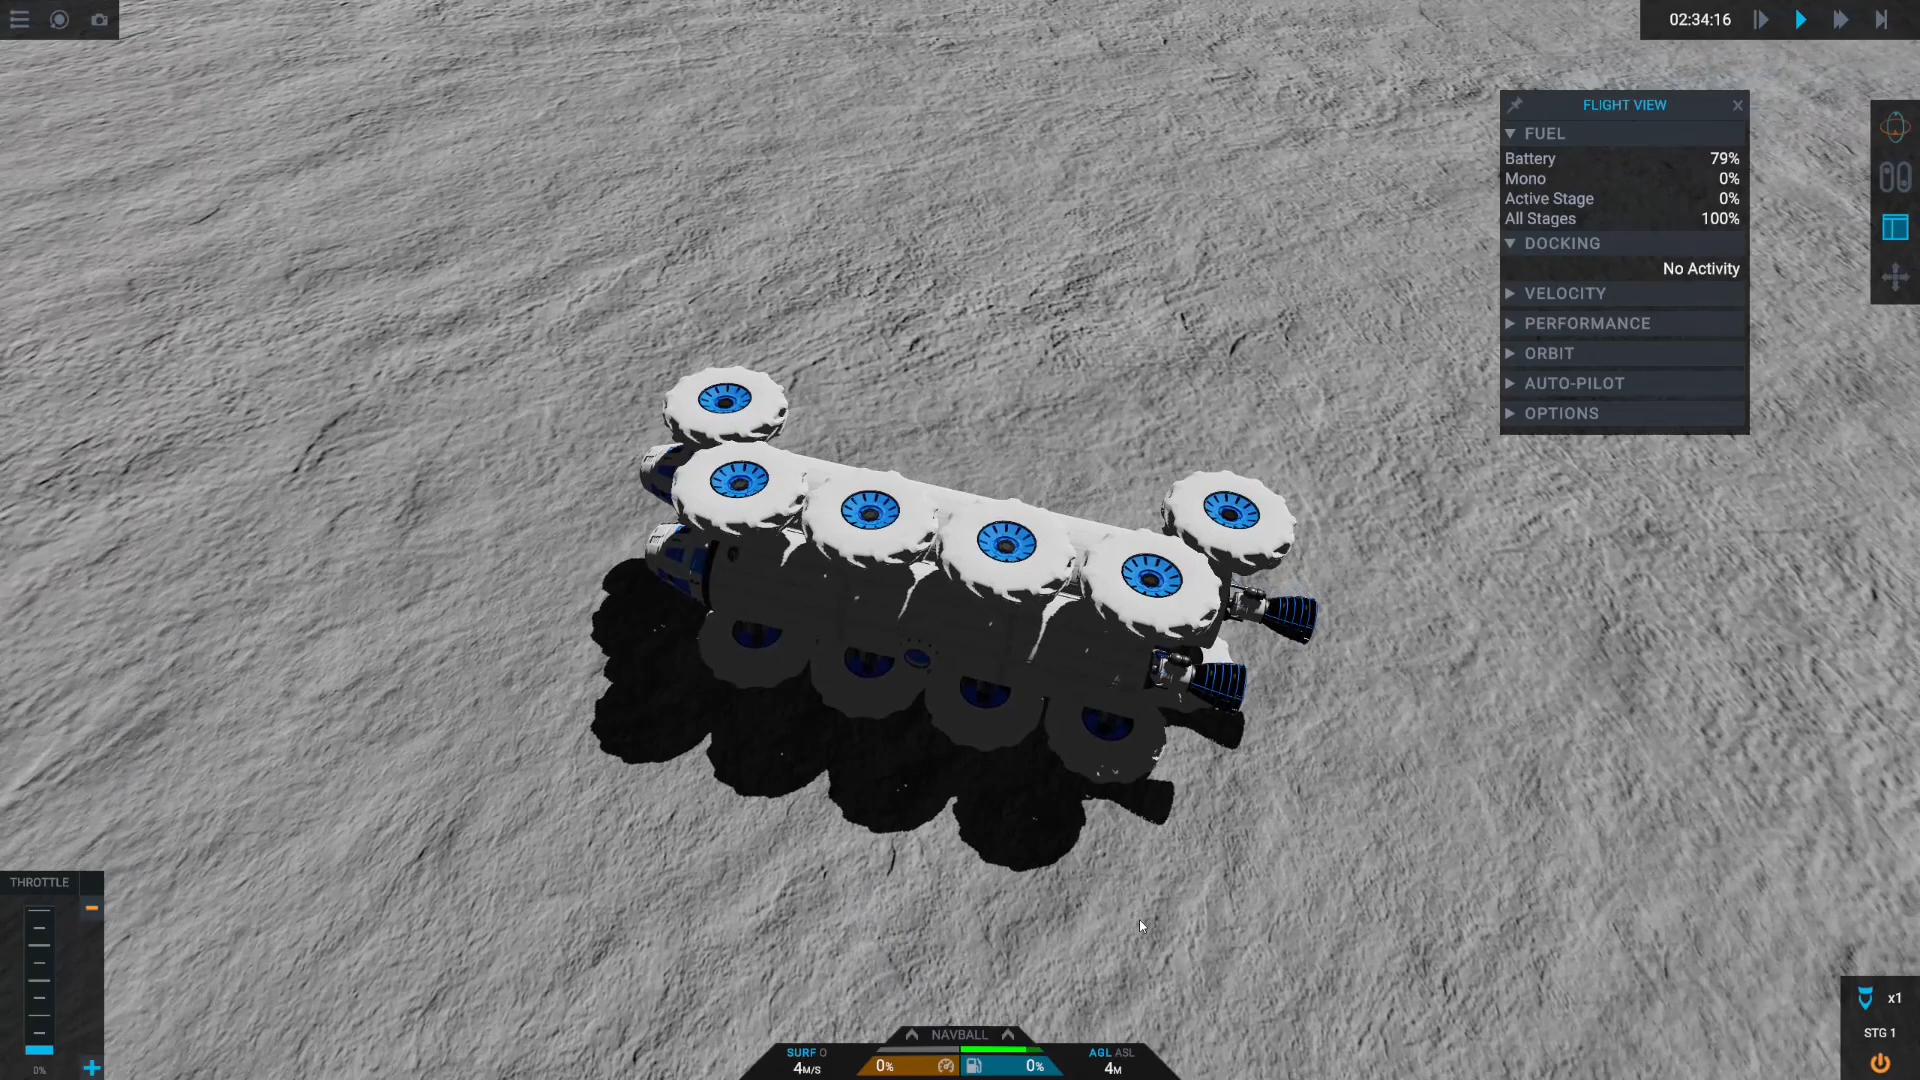 02:34:16
FLIGHT VIEW
FUEL
Battery 79%
Mono 0%
Active Stage 0%
All Stages 100%
DOCKING
No Activity
VELOCITY
PERFORMANCE
ORBIT
AUTO-PILOT
OPTIONS
THROTTLE
0%
NAVBALL
SURF O
4M/S
0%
0%
AGL ASL
4M
x1
STG 1